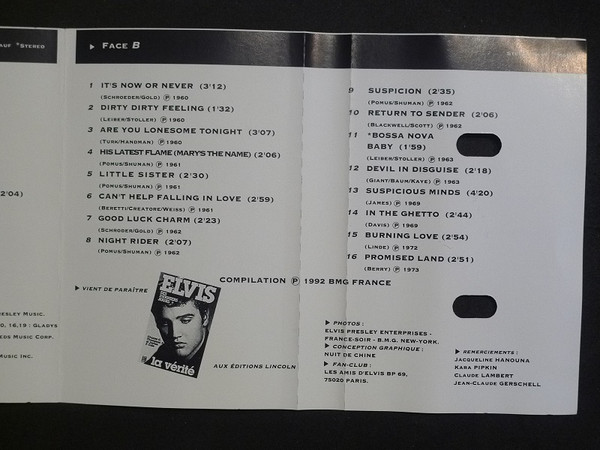 AUF *STEREO
▶ FACE B
1 IT'S NOW OR NEVER (3'12)
(SCHROEDER/GOLD) Ⓟ 1960
2 DIRTY DIRTY FEELING (1'32)
(LEIBER/STOLLER) Ⓟ 1960
3 ARE YOU LONESOME TONIGHT (3'07)
(TURK/HANDMAN) Ⓟ 1960
4 HIS LATEST FLAME (MARY'S THE NAME) (2'06)
(POMUS/SHUMAN) Ⓟ 1961
5 LITTLE SISTER (2'30)
(POMUS/SHUMAN) Ⓟ 1961
6 CAN'T HELP FALLING IN LOVE (2'59)
(BERETTI/CREATORE/WEISS) Ⓟ 1961
7 GOOD LUCK CHARM (2'23)
(SCHROEDER/GOLD) Ⓟ 1962
8 NIGHT RIDER (2'07)
(POMUS/SHUMAN) Ⓟ 1962
9 SUSPICION (2'35)
(POMUS/SHUMAN) Ⓟ 1962
10 RETURN TO SENDER (2'06)
(BLACKWELL/SCOTT) Ⓟ 1962
11 *BOSSA NOVA
BABY (1'59)
(LEIBER/STOLLER) Ⓟ 1963
12 DEVIL IN DISGUISE (2'18)
(GIANT/BAUM/KAYE) Ⓟ 1963
13 SUSPICIOUS MINDS (4'20)
(JAMES) Ⓟ 1969
14 IN THE GHETTO (2'44)
(DAVIS) Ⓟ 1969
15 BURNING LOVE (2'54)
(LINDE) Ⓟ 1972
16 PROMISED LAND (2'51)
(BERRY) Ⓟ 1973
COMPILATION Ⓟ 1992 BMG FRANCE
▶ VIENT DE PARAÎTRE
ELVIS
la vérité
AUX ÉDITIONS LINCOLN
▶ PHOTOS :
ELVIS PRESLEY ENTERPRISES -
FRANCE-SOIR - B.M.G. NEW-YORK.
▶ CONCEPTION GRAPHIQUE :
NUIT DE CHINE
▶ FAN-CLUB :
LES AMIS D'ELVIS BP 69,
75020 PARIS.
▶ REMERCIEMENTS :
JACQUELINE HANOUNA
KARA PIPKIN
CLAUDE LAMBERT
JEAN-CLAUDE GERSCHELL
2'04)
RESLEY MUSIC.
0, 16,19 : GLADYS
EDS MUSIC CORP.
MUSIC INC.